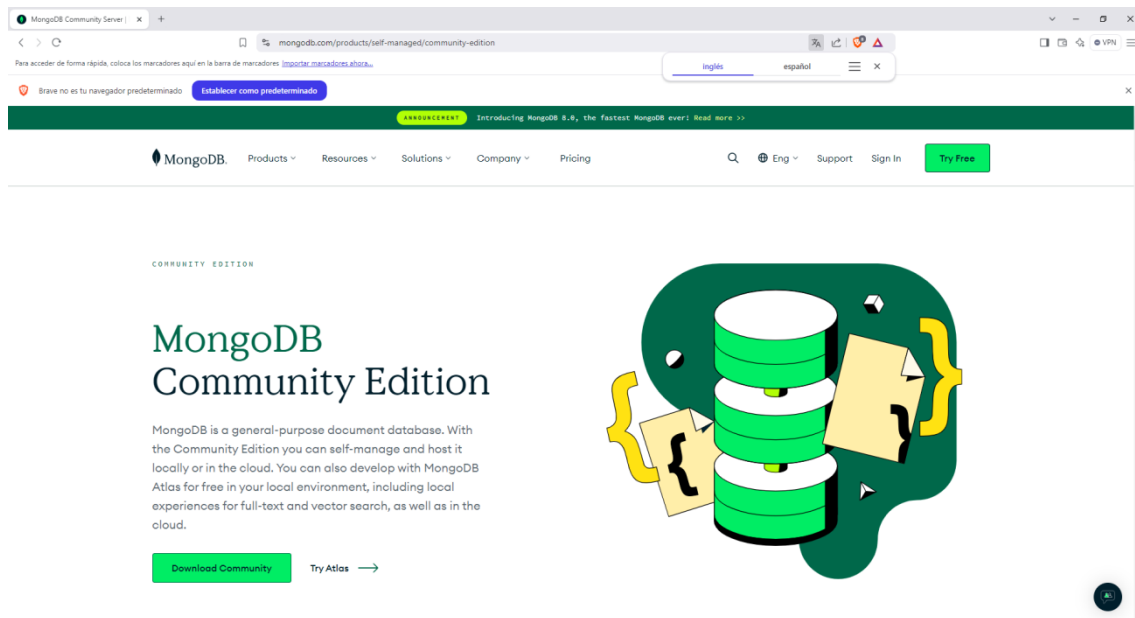 MongoDB Community Server |
mongodb.com/products/self-managed/community-edition
VPN
Para acceder de forma rápida, coloca los marcadores aquí en la barra de marcadores. Importar marcadores ahora...
inglés español
Brave no es tu navegador predeterminado Establecer como predeterminado
ANNOUNCEMENT Introducing MongoDB 8.0, the fastest MongoDB ever! Read more >>
MongoDB. Products Resources Solutions Company Pricing Eng Support Sign In Try Free
COMMUNITY EDITION
MongoDB
Community Edition
MongoDB is a general-purpose document database. With
the Community Edition you can self-manage and host it
locally or in the cloud. You can also develop with MongoDB
Atlas for free in your local environment, including local
experiences for full-text and vector search, as well as in the
cloud.
Download Community Try Atlas